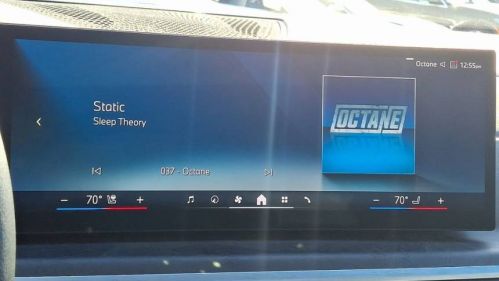 Octane 12:55pm
Static
Sleep Theory
OCTANE
037 - Octane
− 70° + − 70° +